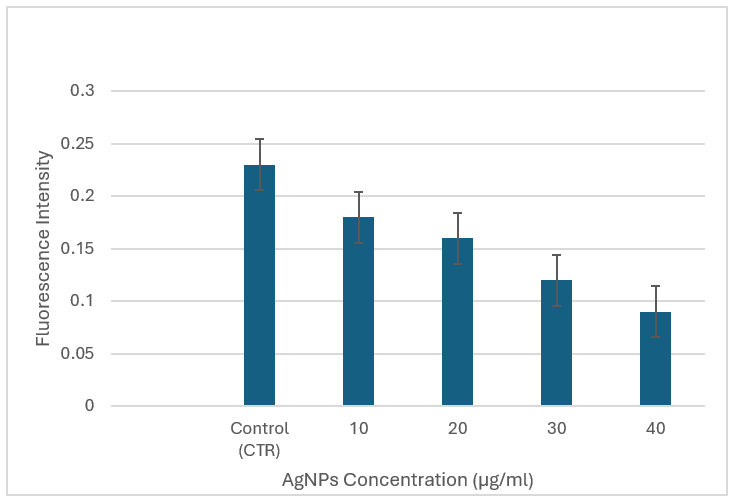 0.3
0.25
0.2
0.15
0.1
0.05
0
Fluorescence Intensity
Control
(CTR)
10
20
30
40
AgNPs Concentration (µg/ml)